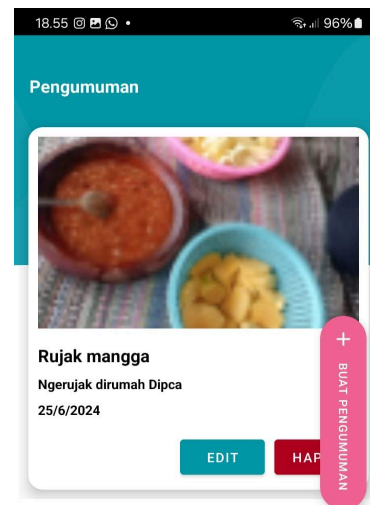 18.55
96%
Pengumuman
Rujak mangga
Ngerujak dirumah Dipca
25/6/2024
EDIT
HAP
+ BUAT PENGUMUMAN